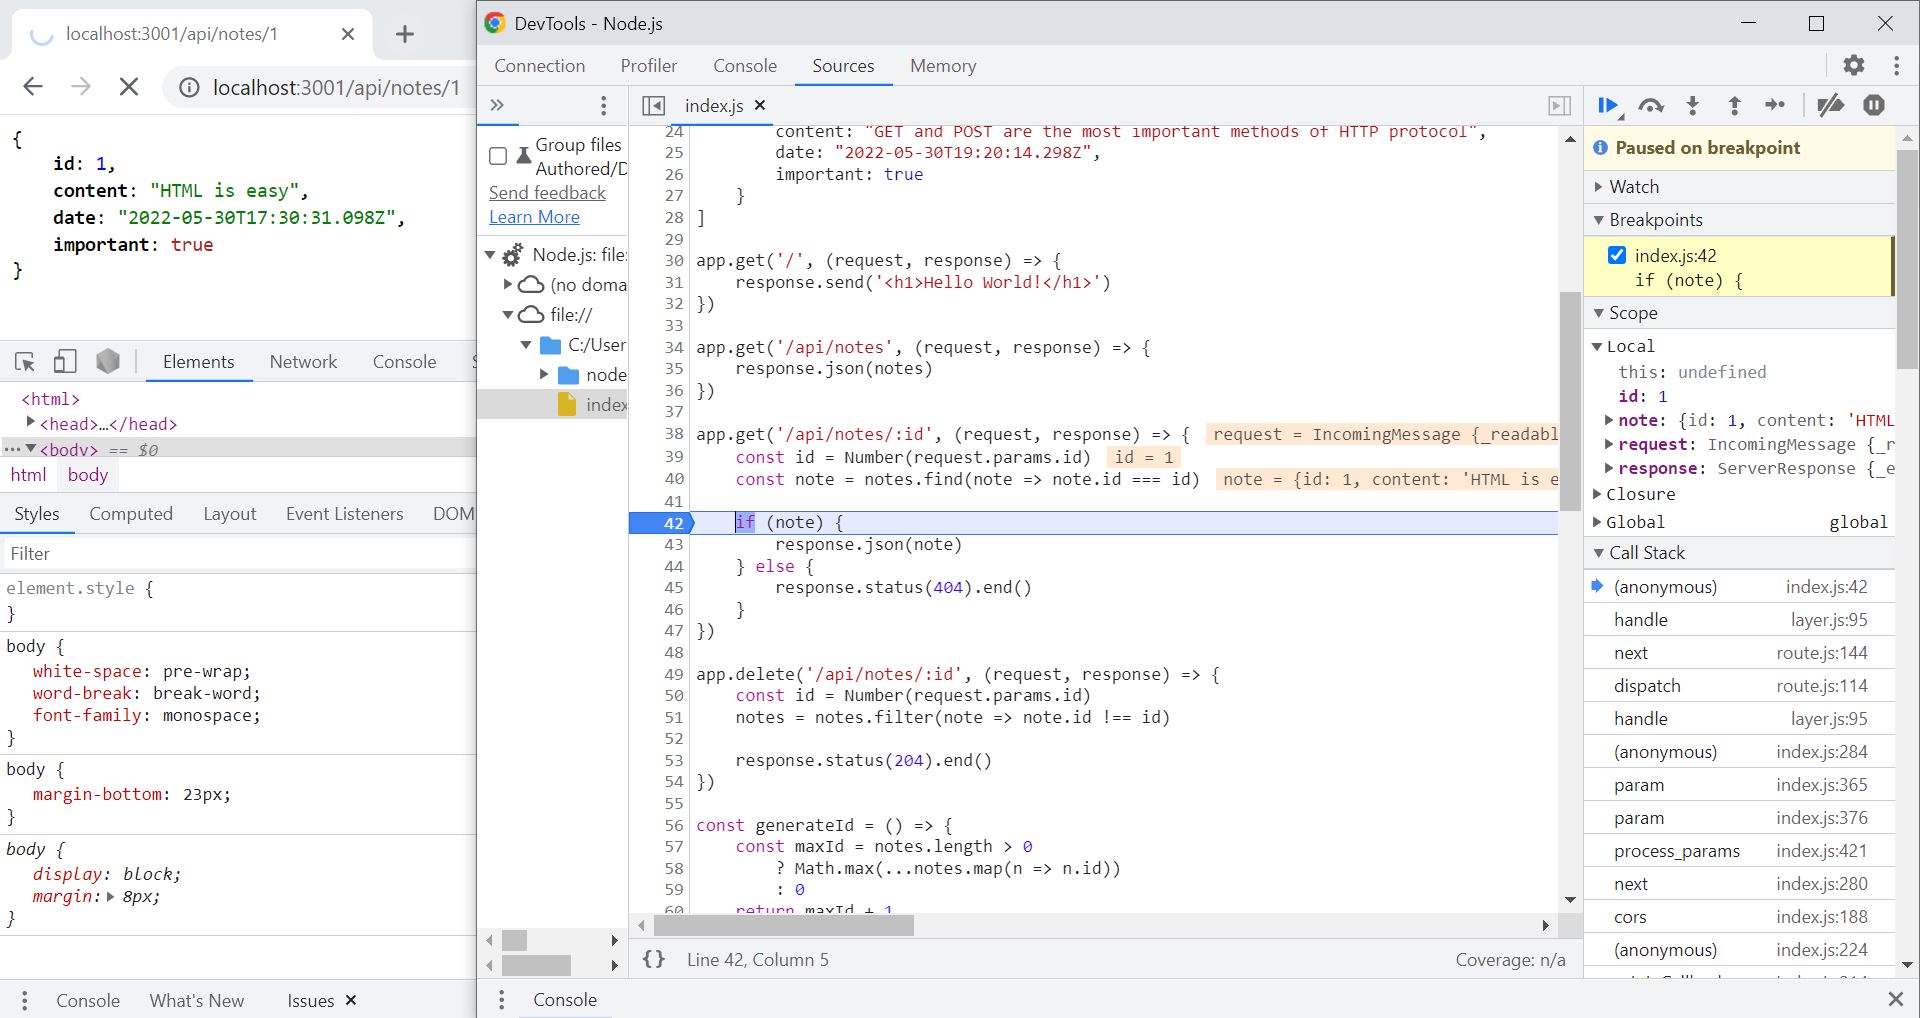 localhost:3001/api/notes/1
localhost:3001/api/notes/1
{
id: 1,
content: "HTML is easy",
date: "2022-05-30T17:30:31.098Z",
important: true
}
Elements Network Console
<html>
<head>…</head>
<body> == $0
html body
Styles Computed Layout Event Listeners DOM
Filter
element.style {
}
body {
white-space: pre-wrap;
word-break: break-word;
font-family: monospace;
}
body {
margin-bottom: 23px;
}
body {
display: block;
margin: 8px;
}
Console What's New Issues
DevTools - Node.js
Connection Profiler Console Sources Memory
Group files
Authored/D
Send feedback
Learn More
Node.js: file:
(no doma
file://
C:/User
node
index
index.js
24 content: "GET and POST are the most important methods of HTTP protocol",
25 date: "2022-05-30T19:20:14.298Z",
26 important: true
27 }
28 ]
29
30 app.get('/', (request, response) => {
31 response.send('<h1>Hello World!</h1>')
32 })
33
34 app.get('/api/notes', (request, response) => {
35 response.json(notes)
36 })
37
38 app.get('/api/notes/:id', (request, response) => { request = IncomingMessage {_readabl
39 const id = Number(request.params.id) id = 1
40 const note = notes.find(note => note.id === id) note = {id: 1, content: 'HTML is e
41
42 if (note) {
43 response.json(note)
44 } else {
45 response.status(404).end()
46 }
47 })
48
49 app.delete('/api/notes/:id', (request, response) => {
50 const id = Number(request.params.id)
51 notes = notes.filter(note => note.id !== id)
52
53 response.status(204).end()
54 })
55
56 const generateId = () => {
57 const maxId = notes.length > 0
58 ? Math.max(...notes.map(n => n.id))
59 : 0
60 return maxId + 1
{} Line 42, Column 5 Coverage: n/a
Console
Paused on breakpoint
Watch
Breakpoints
index.js:42
if (note) {
Scope
Local
this: undefined
id: 1
note: {id: 1, content: 'HTML
request: IncomingMessage {_r
response: ServerResponse {_e
Closure
Global global
Call Stack
(anonymous) index.js:42
handle layer.js:95
next route.js:144
dispatch route.js:114
handle layer.js:95
(anonymous) index.js:284
param index.js:365
param index.js:376
process_params index.js:421
next index.js:280
cors index.js:188
(anonymous) index.js:224